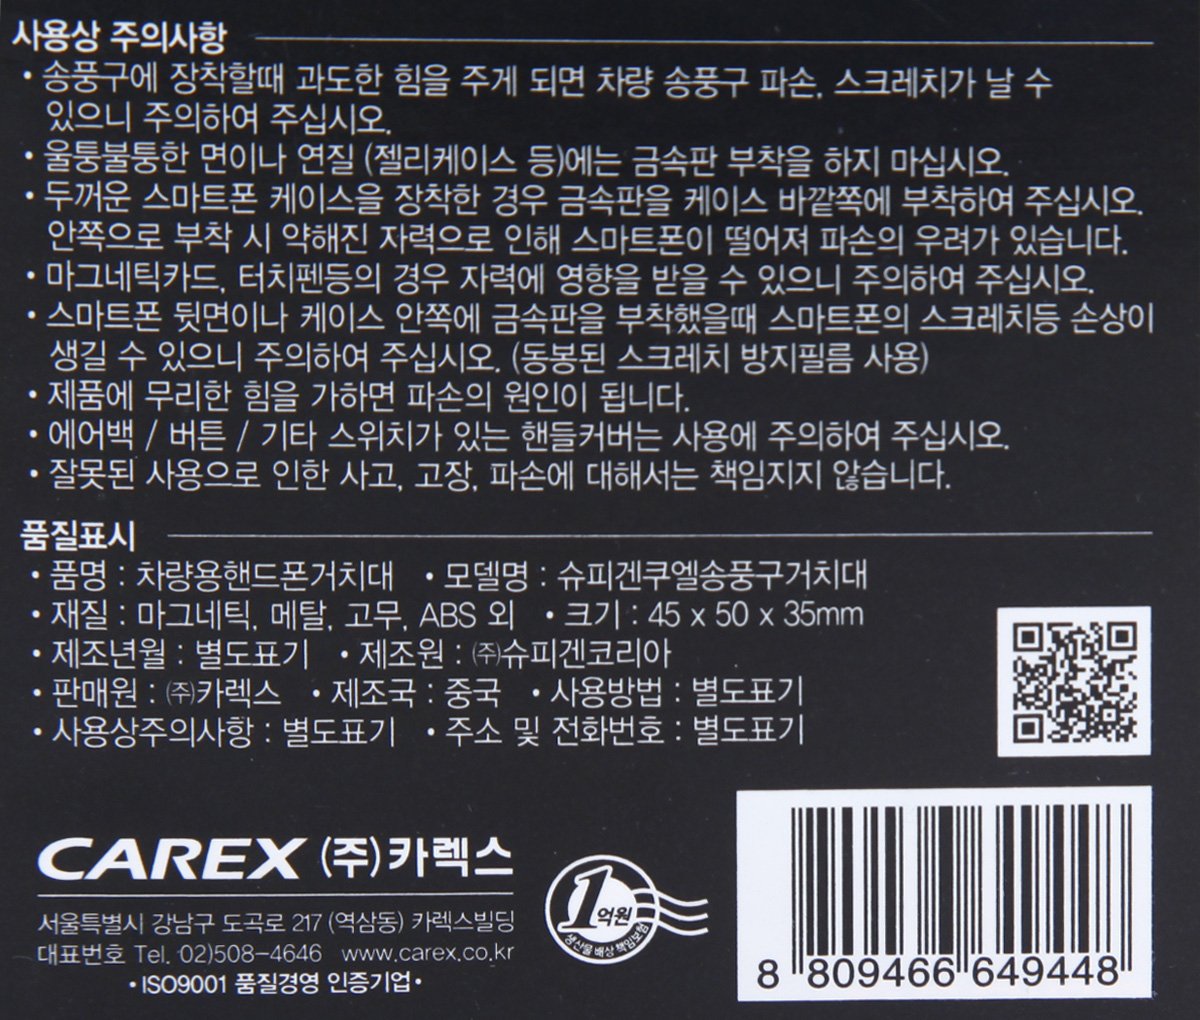 사용상 주의사항
• 송풍구에 장착할때 과도한 힘을 주게 되면 차량 송풍구 파손, 스크레치가 날 수
있으니 주의하여 주십시오.
• 울퉁불퉁한 면이나 연질 (젤리케이스 등)에는 금속판 부착을 하지 마십시오.
• 두꺼운 스마트폰 케이스을 장착한 경우 금속판을 케이스 바깥쪽에 부착하여 주십시오.
안쪽으로 부착 시 약해진 자력으로 인해 스마트폰이 떨어져 파손의 우려가 있습니다.
• 마그네틱카드, 터치펜등의 경우 자력에 영향을 받을 수 있으니 주의하여 주십시오.
• 스마트폰 뒷면이나 케이스 안쪽에 금속판을 부착했을때 스마트폰의 스크레치등 손상이
생길 수 있으니 주의하여 주십시오. (동봉된 스크레치 방지필름 사용)
• 제품에 무리한 힘을 가하면 파손의 원인이 됩니다.
• 에어백 / 버튼 / 기타 스위치가 있는 핸들커버는 사용에 주의하여 주십시오.
• 잘못된 사용으로 인한 사고, 고장, 파손에 대해서는 책임지지 않습니다.
품질표시
• 품명 : 차량용핸드폰거치대 • 모델명 : 슈피겐쿠엘송풍구거치대
• 재질 : 마그네틱, 메탈, 고무, ABS 외 • 크기 : 45 x 50 x 35mm
• 제조년월 : 별도표기 • 제조원 : ㈜슈피겐코리아
• 판매원 : ㈜카렉스 • 제조국 : 중국 • 사용방법 : 별도표기
• 사용상주의사항 : 별도표기 • 주소 및 전화번호 : 별도표기
CAREX (주)카렉스
서울특별시 강남구 도곡로 217 (역삼동) 카렉스빌딩
대표번호 Tel. 02)508-4646 www.carex.co.kr
• ISO9001 품질경영 인증기업 •
1억원
생산물 배상 책임보험
8 809466 649448